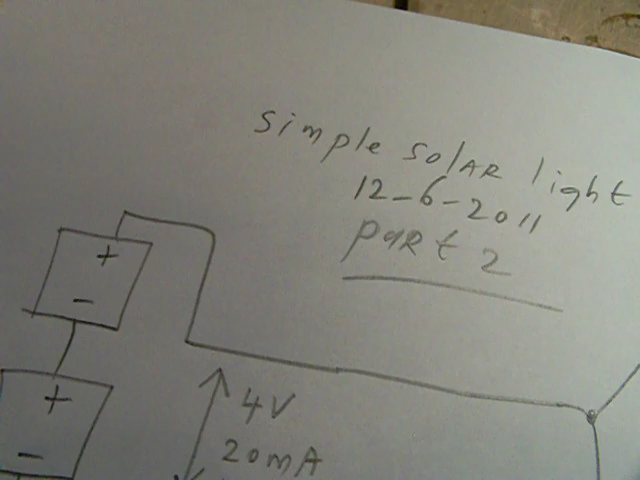 simple solAR light
12-6-2011
pARt 2
+
-
+
-
4V
20mA